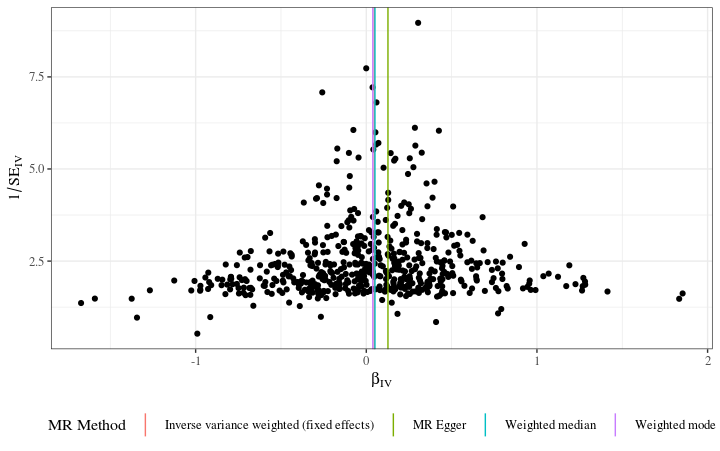 7.5
5.0
2.5
1/SE_IV
-1 0 1 2
β_IV
MR Method Inverse variance weighted (fixed effects) MR Egger Weighted median Weighted mode